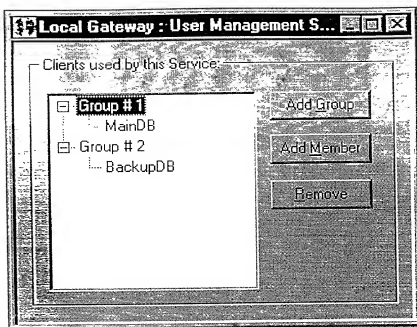 Local Gateway :: User Management S...
Clients used by this Service:
Group # 1
MainDB
Group # 2
BackupDB
Add Group
Add Member
Remove